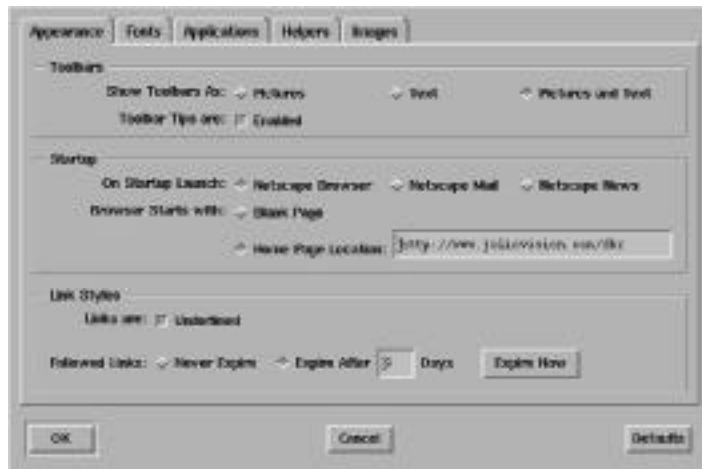 Appearance Fonts Applications Helpers Images
Toolbars
Show Toolbars As: Pictures Text Pictures and Text
Toolbar Tips are: Enabled
Startup
On Startup Launch: Netscape Browser Netscape Mail Netscape News
Browser Starts with: Blank Page
Home Page Location:
Link Styles
Links are: Underlined
Followed Links: Never Expire Expire After Days Expire Now
OK Cancel Defaults